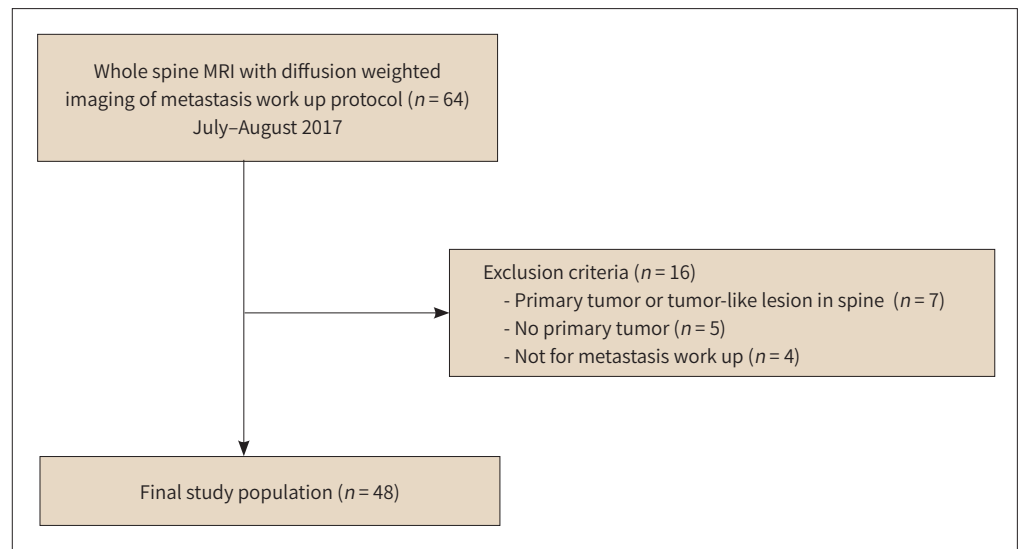 Whole spine MRI with diffusion weighted
imaging of metastasis work up protocol (n = 64)
July–August 2017
Exclusion criteria (n = 16)
- Primary tumor or tumor-like lesion in spine (n = 7)
- No primary tumor (n = 5)
- Not for metastasis work up (n = 4)
Final study population (n = 48)